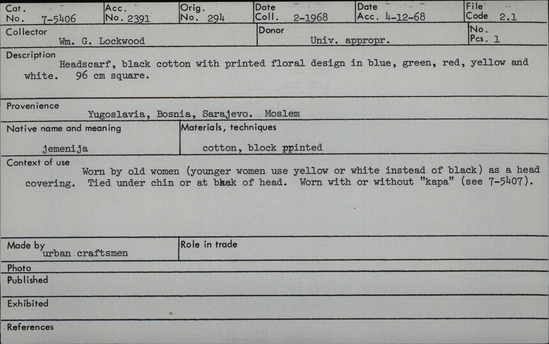 Cat. No. 7-5406 Acc. No. 2391 Orig. No. 294 Date Coll. 2-1968 Date Acc. 4-12-68 File Code 2.1
Collector Wm. G. Lockwood Donor Univ. appropr. No. Pcs. 1
Description
Headscarf, black cotton with printed floral design in blue, green, red, yellow and
white. 96 cm square.
Provenience
Yugoslavia, Bosnia, Sarajevo. Moslem
Native name and meaning Materials, techniques
jemenija cotton, block printed
Context of use
Worn by old women (younger women use yellow or white instead of black) as a head
covering. Tied under chin or at back of head. Worn with or without "kapa" (see 7-5407).
Made by Role in trade
urban craftsmen
Photo
Published
Exhibited
References